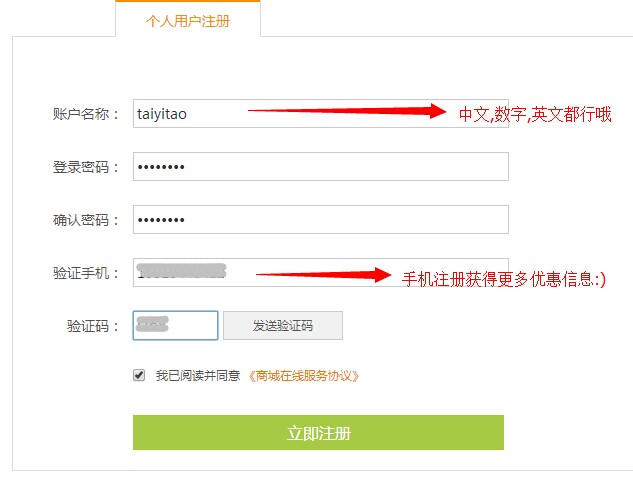 个人用户注册
账户名称： taiyitao 中文,数字,英文都行哦
登录密码： ••••••••
确认密码： ••••••••
验证手机： 手机注册获得更多优惠信息:)
验证码： 发送验证码
我已阅读并同意 《商城在线服务协议》
立即注册